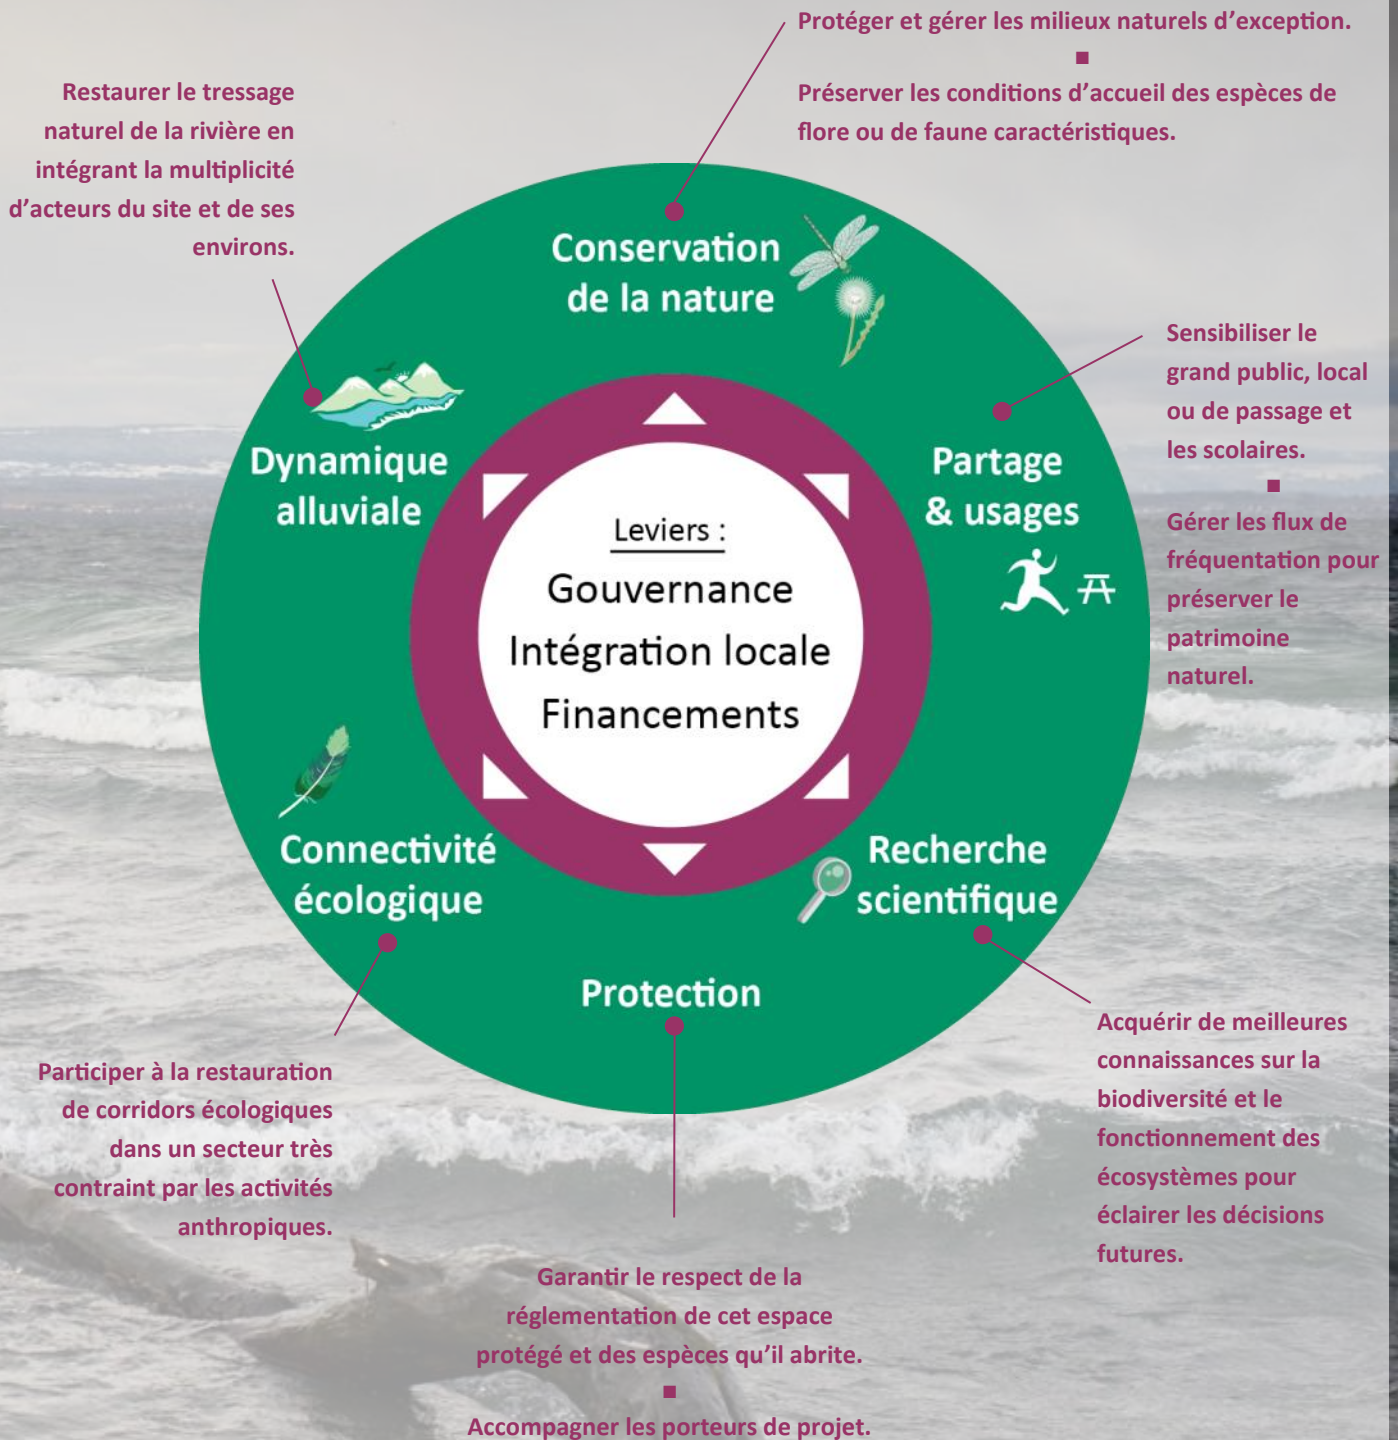 Protéger et gérer les milieux naturels d’exception.
■
Préserver les conditions d’accueil des espèces de
flore ou de faune caractéristiques.
Restaurer le tressage
naturel de la rivière en
intégrant la multiplicité
d’acteurs du site et de ses
environs.
Conservation
de la nature
Sensibiliser le
grand public, local
ou de passage et
les scolaires.
■
Gérer les flux de
fréquentation pour
préserver le
patrimoine
naturel.
Dynamique
alluviale
Partage
& usages
Leviers :
Gouvernance
Intégration locale
Financements
Connectivité
écologique
Recherche
scientifique
Protection
Participer à la restauration
de corridors écologiques
dans un secteur très
contraint par les activités
anthropiques.
Acquérir de meilleures
connaissances sur la
biodiversité et le
fonctionnement des
écosystèmes pour
éclairer les décisions
futures.
Garantir le respect de la
réglementation de cet espace
protégé et des espèces qu’il abrite.
■
Accompagner les porteurs de projet.